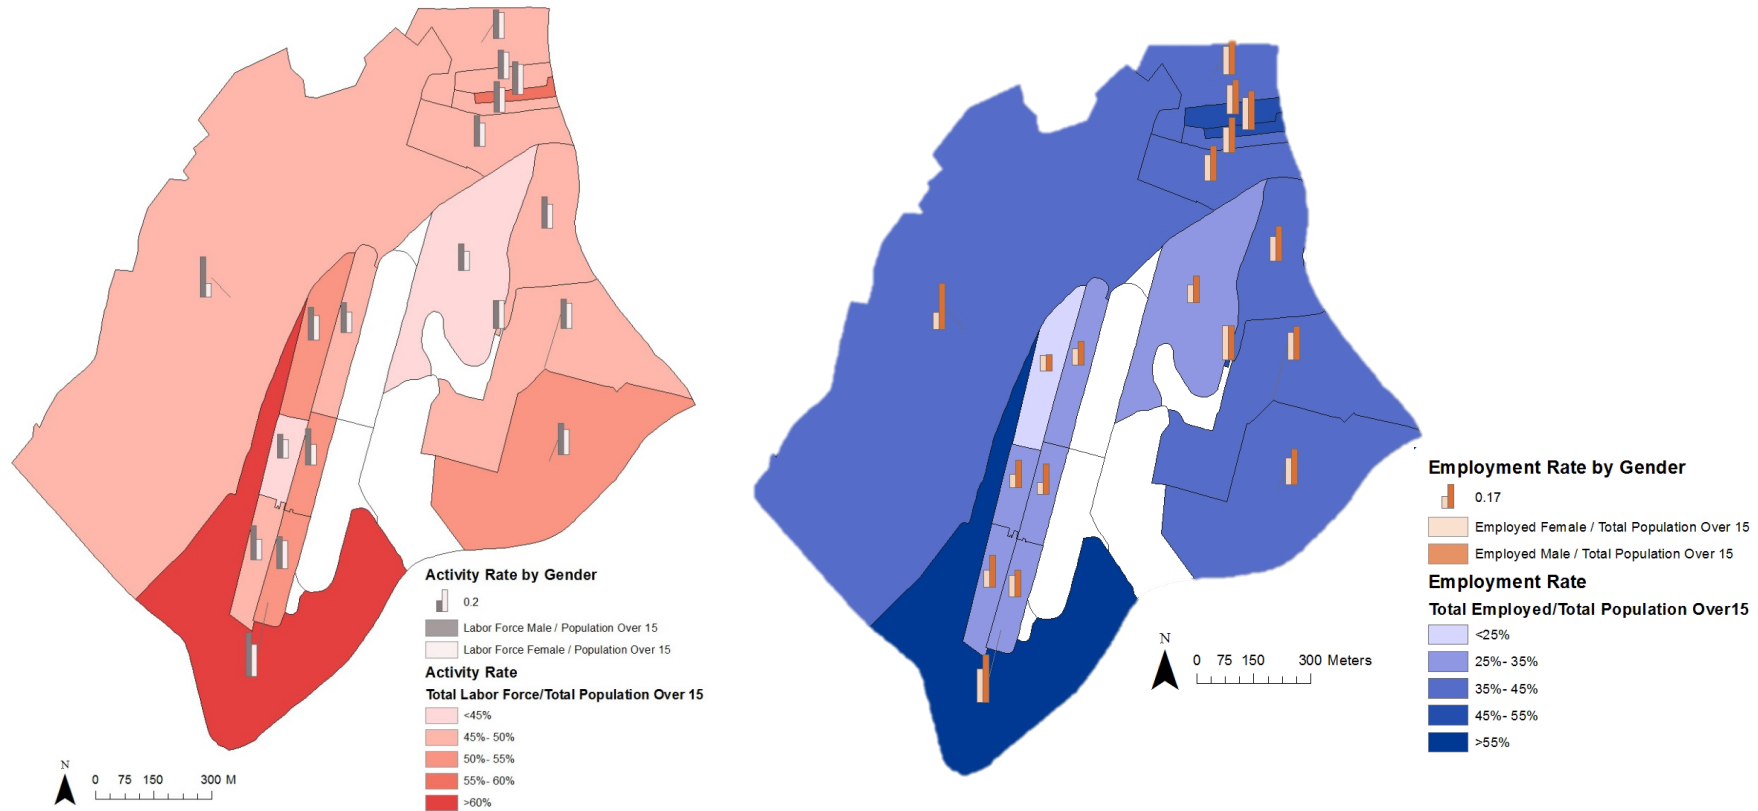 Activity Rate by Gender
0.2
Labor Force Male / Population Over 15
Labor Force Female / Population Over 15
Activity Rate
Total Labor Force/Total Population Over 15
<45%
45%- 50%
50%- 55%
55%- 60%
>60%
N
0 75 150 300 M
Employment Rate by Gender
0.17
Employed Female / Total Population Over 15
Employed Male / Total Population Over 15
Employment Rate
Total Employed/Total Population Over15
<25%
25%- 35%
35%- 45%
45%- 55%
>55%
N
0 75 150 300 Meters